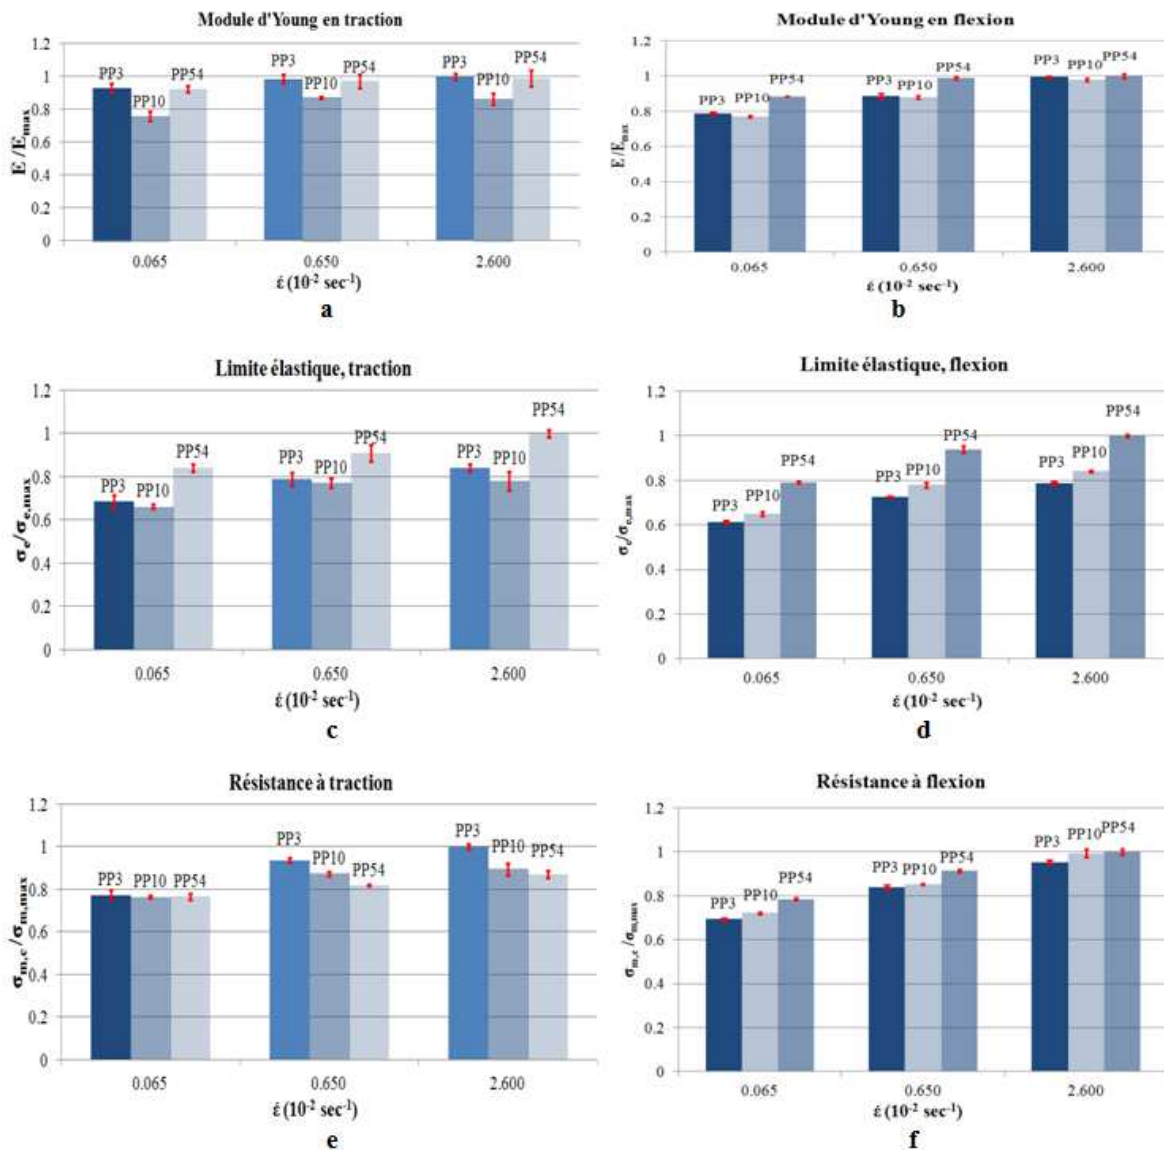 Module d'Young en traction
1.2
1
0.8
0.6
0.4
0.2
0
E /E_max
PP3
PP10
PP54
PP3
PP10
PP54
PP3
PP10
PP54
0.065
0.650
2.600
έ (10⁻² sec⁻¹)
a
Module d'Young en flexion
1.2
1
0.8
0.6
0.4
0.2
0
E /E_max
PP3
PP10
PP54
PP3
PP10
PP54
PP3
PP10
PP54
0.065
0.650
2.600
έ (10⁻² sec⁻¹)
b
Limite élastique, traction
1.2
1
0.8
0.6
0.4
0.2
0
σ_e/σ_e,max
PP3
PP10
PP54
PP3
PP10
PP54
PP3
PP10
PP54
0.065
0.650
2.600
έ (10⁻² sec⁻¹)
c
Limite élastique, flexion
1.2
1
0.8
0.6
0.4
0.2
0
σ_e/σ_e,max
PP3
PP10
PP54
PP3
PP10
PP54
PP3
PP10
PP54
0.065
0.650
2.600
έ (10⁻² sec⁻¹)
d
Résistance à traction
1.2
1
0.8
0.6
0.4
0.2
0
σ_m,c /σ_m,max
PP3
PP10
PP54
PP3
PP10
PP54
PP3
PP10
PP54
0.065
0.650
2.600
έ (10⁻² sec⁻¹)
e
Résistance à flexion
1.2
1
0.8
0.6
0.4
0.2
0
σ_m,c /σ_m,max
PP3
PP10
PP54
PP3
PP10
PP54
PP3
PP10
PP54
0.065
0.650
2.600
έ (10⁻² sec⁻¹)
f